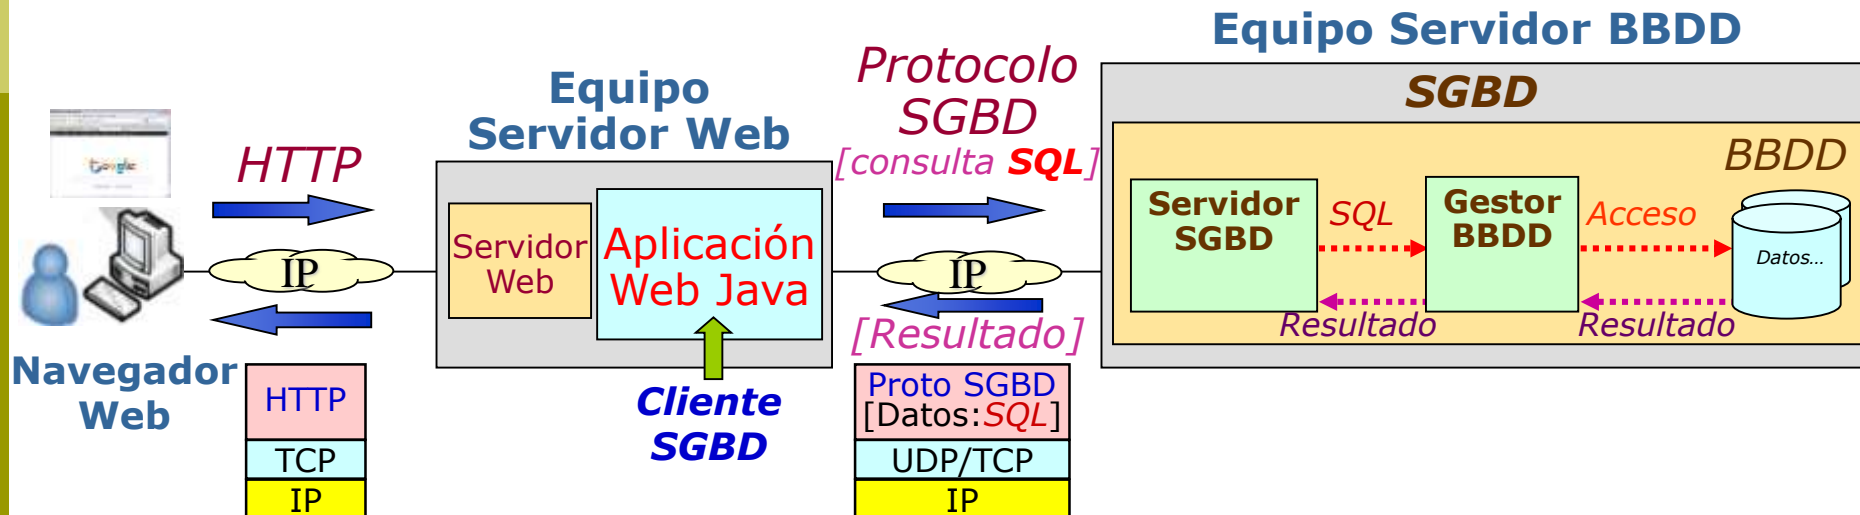 Equipo Servidor BBDD
Equipo
Servidor Web
Protocolo
SGBD
[consulta SQL]
SGBD
BBDD
Google
HTTP
Servidor
Web
Aplicación
Web Java
Servidor
SGBD
SQL
Gestor
BBDD
Acceso
Datos...
IP
IP
Resultado
Resultado
[Resultado]
Navegador
Web
HTTP
TCP
IP
Cliente
SGBD
Proto SGBD
[Datos:SQL]
UDP/TCP
IP